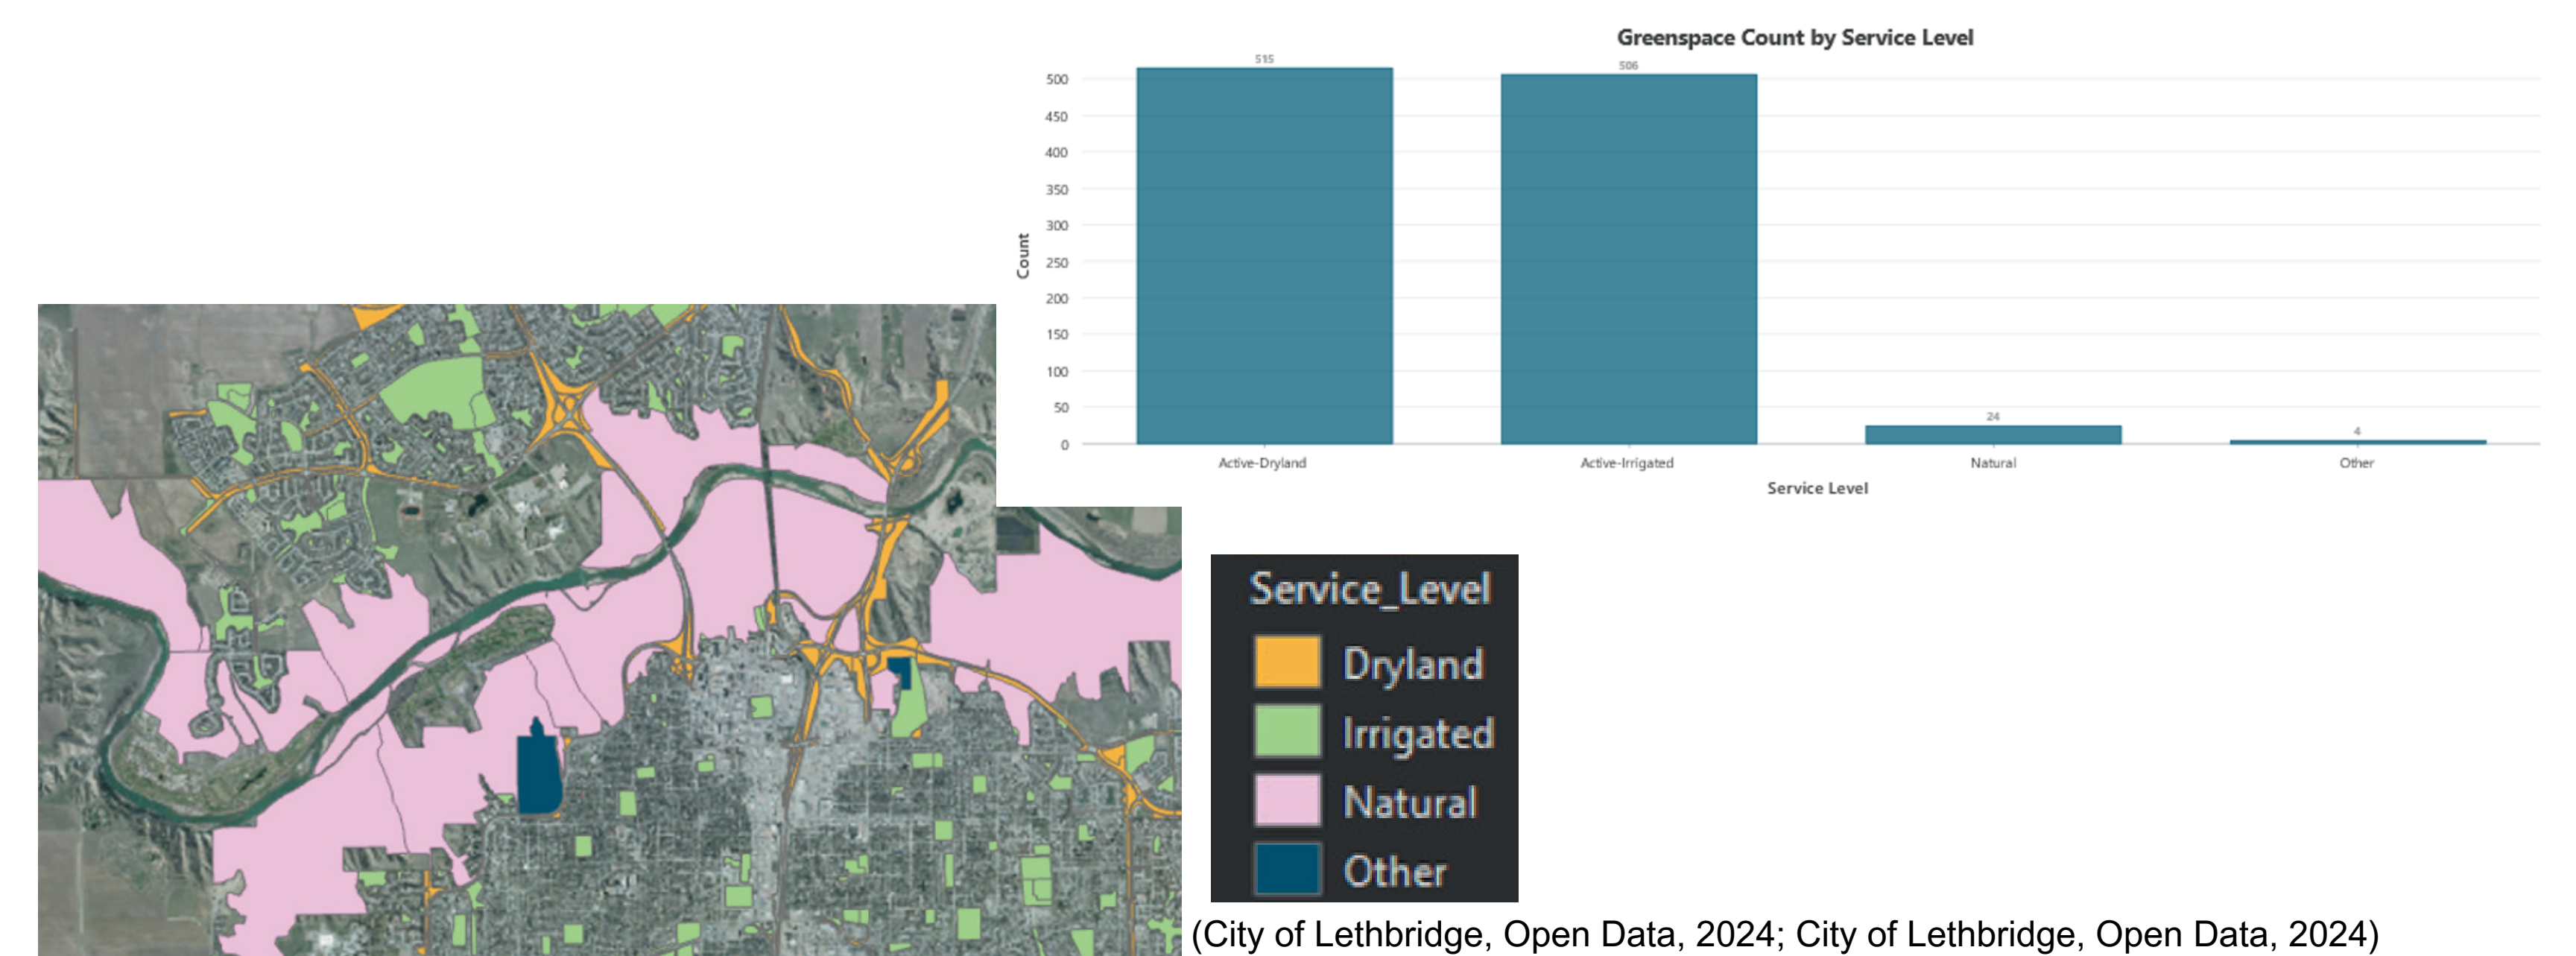 Greenspace Count by Service Level
515
506
24
4
500
450
400
350
300
250
200
150
100
50
0
Count
Active-Dryland
Active-Irrigated
Natural
Other
Service Level
Service_Level
Dryland
Irrigated
Natural
Other
(City of Lethbridge, Open Data, 2024; City of Lethbridge, Open Data, 2024)